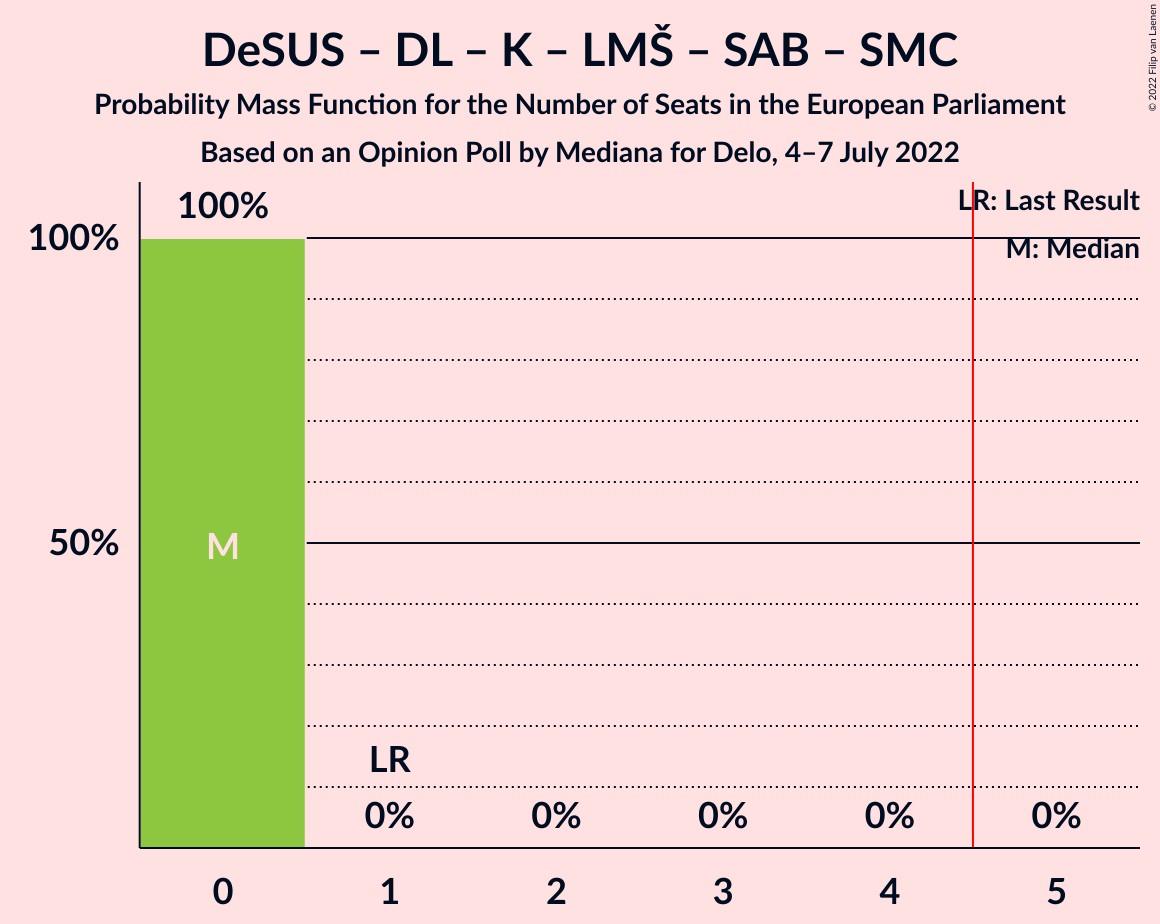 DeSUS – DL – K – LMŠ – SAB – SMC
Probability Mass Function for the Number of Seats in the European Parliament
Based on an Opinion Poll by Mediana for Delo, 4–7 July 2022
© 2022 Filip van Laenen
LR: Last Result
M: Median
100%
100%
50%
M
LR
0% 0% 0% 0% 0%
0 1 2 3 4 5